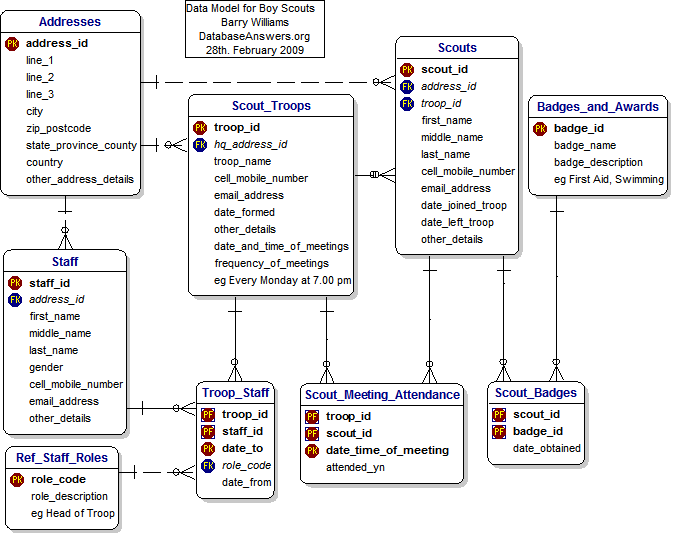 Data Model for Boy Scouts
Barry Williams
DatabaseAnswers.org
28th. February 2009
Addresses
PK address_id
line_1
line_2
line_3
city
zip_postcode
state_province_county
country
other_address_details
Scout_Troops
PK troop_id
FK hq_address_id
troop_name
cell_mobile_number
email_address
date_formed
other_details
date_and_time_of_meetings
frequency_of_meetings
eg Every Monday at 7.00 pm
Scouts
PK scout_id
FK address_id
FK troop_id
first_name
middle_name
last_name
cell_mobile_number
email_address
date_joined_troop
date_left_troop
other_details
Badges_and_Awards
PK badge_id
badge_name
badge_description
eg First Aid, Swimming
Staff
PK staff_id
FK address_id
first_name
middle_name
last_name
gender
cell_mobile_number
email_address
other_details
Troop_Staff
PF troop_id
PF staff_id
PK date_to
FK role_code
date_from
Scout_Meeting_Attendance
PF troop_id
PF scout_id
PK date_time_of_meeting
attended_yn
Scout_Badges
PF scout_id
PF badge_id
date_obtained
Ref_Staff_Roles
PK role_code
role_description
eg Head of Troop